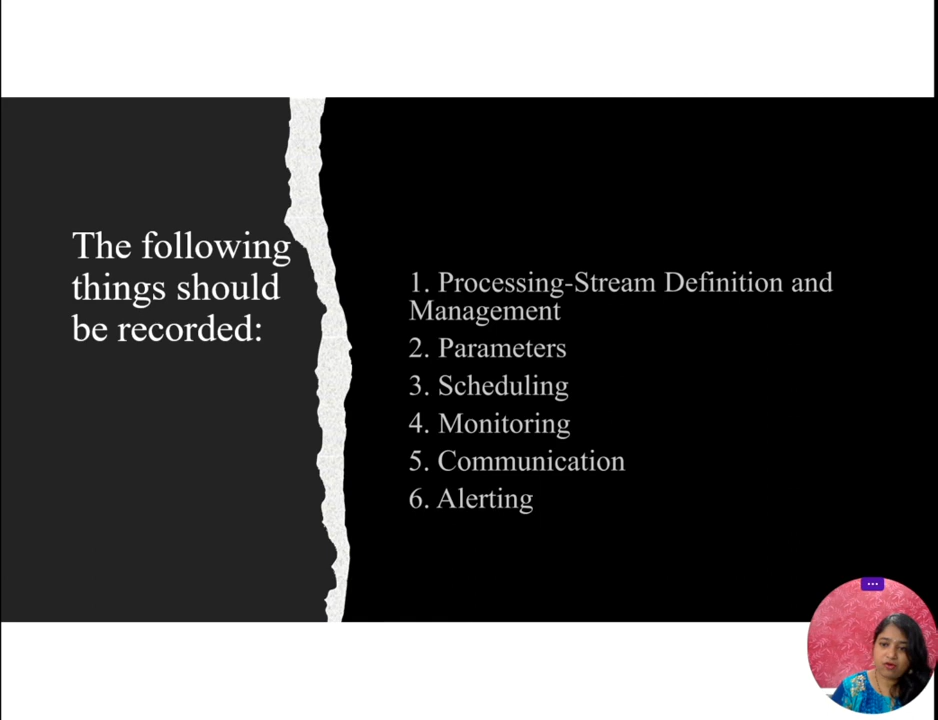 The following
things should
be recorded:
1. Processing-Stream Definition and
Management
2. Parameters
3. Scheduling
4. Monitoring
5. Communication
6. Alerting